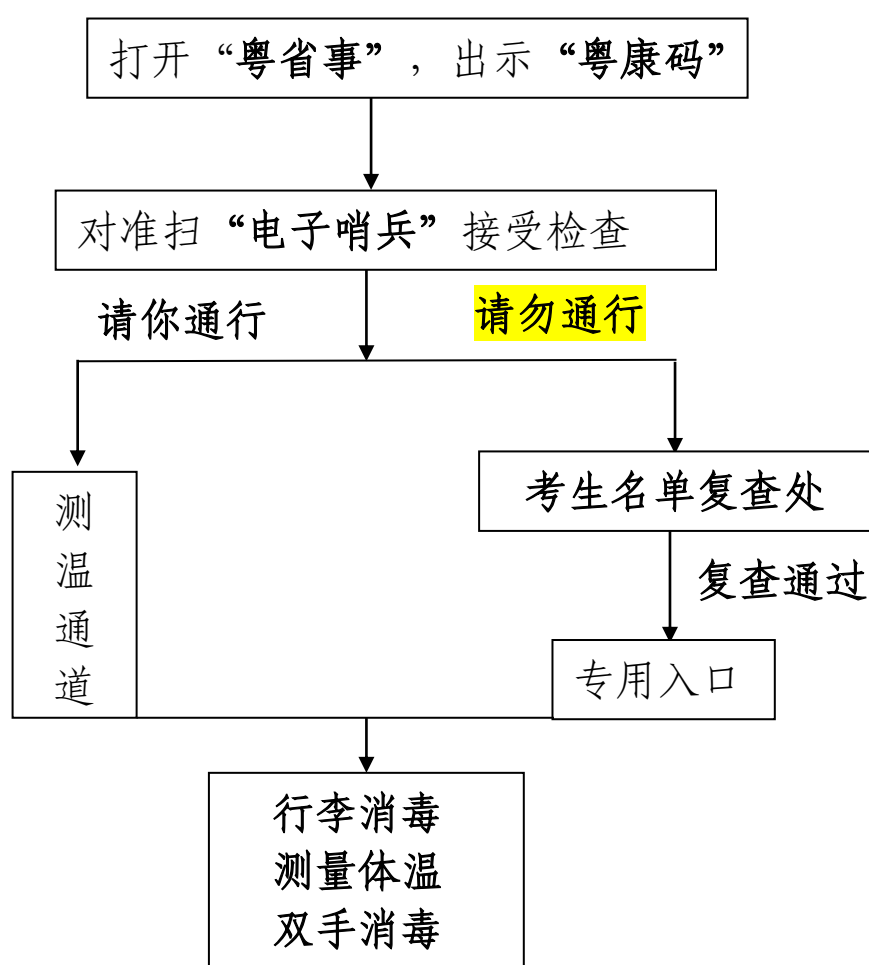 打开“粤省事”，出示“粤康码”
对准扫“电子哨兵”接受检查
请你通行
请勿通行
考生名单复查处
测
温
通
道
复查通过
专用入口
行李消毒
测量体温
双手消毒